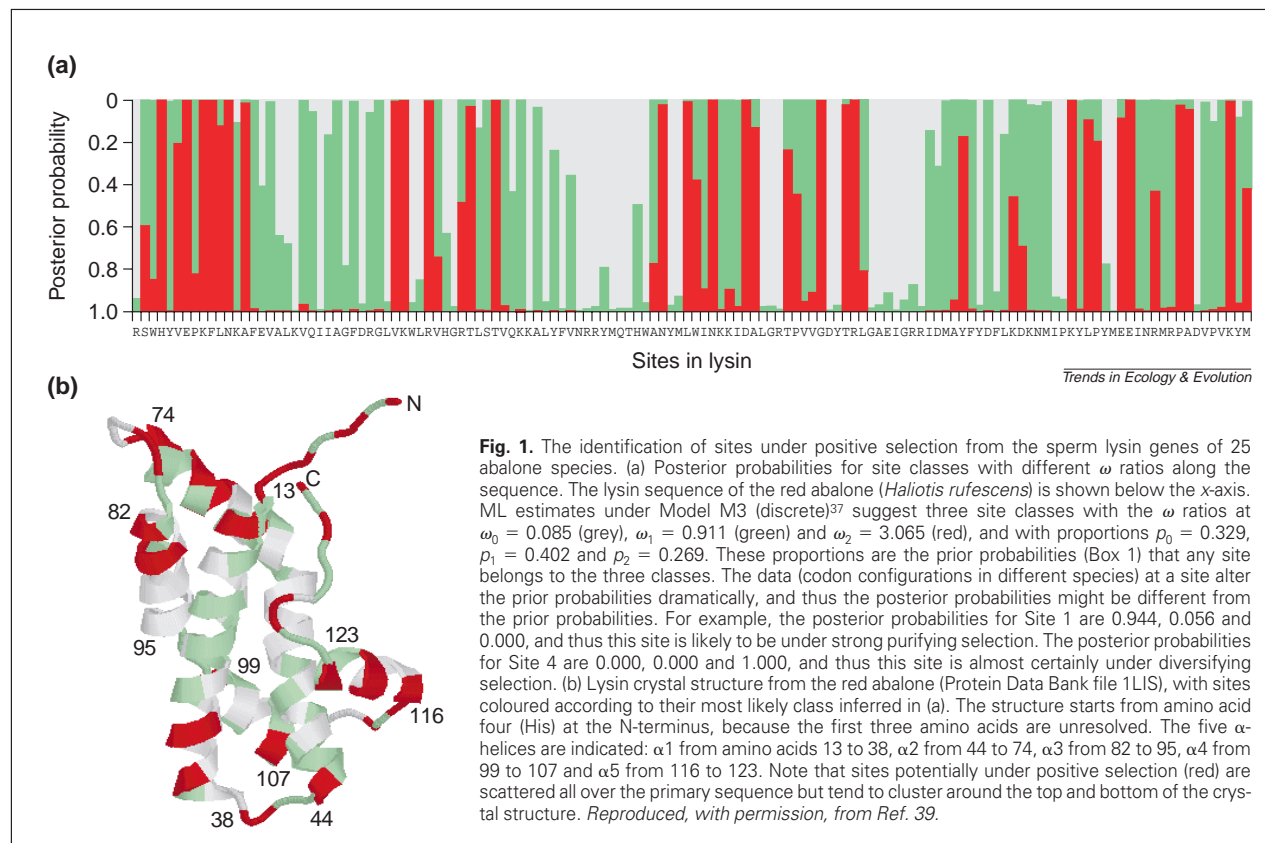 (a)
Posterior probability
0
0.2
0.4
0.6
0.8
1.0
RSWHYVEPKFLNKAFEVALKVQIIAGFDRGLVKWLRVHGRTLSTVQKKALYFVNRRYMQTHWANYMLWINKKIDALGRTPVVGDYTRLGAEIGRRIDMAYFYDFLKDKNMIPKYLPYMEEINRMRPADVPVKYM
Sites in lysin
Trends in Ecology & Evolution
(b)
74
N
C
13
82
95
99
123
116
107
38
44
Fig. 1. The identification of sites under positive selection from the sperm lysin genes of 25
abalone species. (a) Posterior probabilities for site classes with different ω ratios along the
sequence. The lysin sequence of the red abalone (Haliotis rufescens) is shown below the x-axis.
ML estimates under Model M3 (discrete)³⁷ suggest three site classes with the ω ratios at
ω₀ = 0.085 (grey), ω₁ = 0.911 (green) and ω₂ = 3.065 (red), and with proportions p₀ = 0.329,
p₁ = 0.402 and p₂ = 0.269. These proportions are the prior probabilities (Box 1) that any site
belongs to the three classes. The data (codon configurations in different species) at a site alter
the prior probabilities dramatically, and thus the posterior probabilities might be different from
the prior probabilities. For example, the posterior probabilities for Site 1 are 0.944, 0.056 and
0.000, and thus this site is likely to be under strong purifying selection. The posterior probabilities
for Site 4 are 0.000, 0.000 and 1.000, and thus this site is almost certainly under diversifying
selection. (b) Lysin crystal structure from the red abalone (Protein Data Bank file 1LIS), with sites
coloured according to their most likely class inferred in (a). The structure starts from amino acid
four (His) at the N-terminus, because the first three amino acids are unresolved. The five α-
helices are indicated: α1 from amino acids 13 to 38, α2 from 44 to 74, α3 from 82 to 95, α4 from
99 to 107 and α5 from 116 to 123. Note that sites potentially under positive selection (red) are
scattered all over the primary sequence but tend to cluster around the top and bottom of the crys-
tal structure. Reproduced, with permission, from Ref. 39.